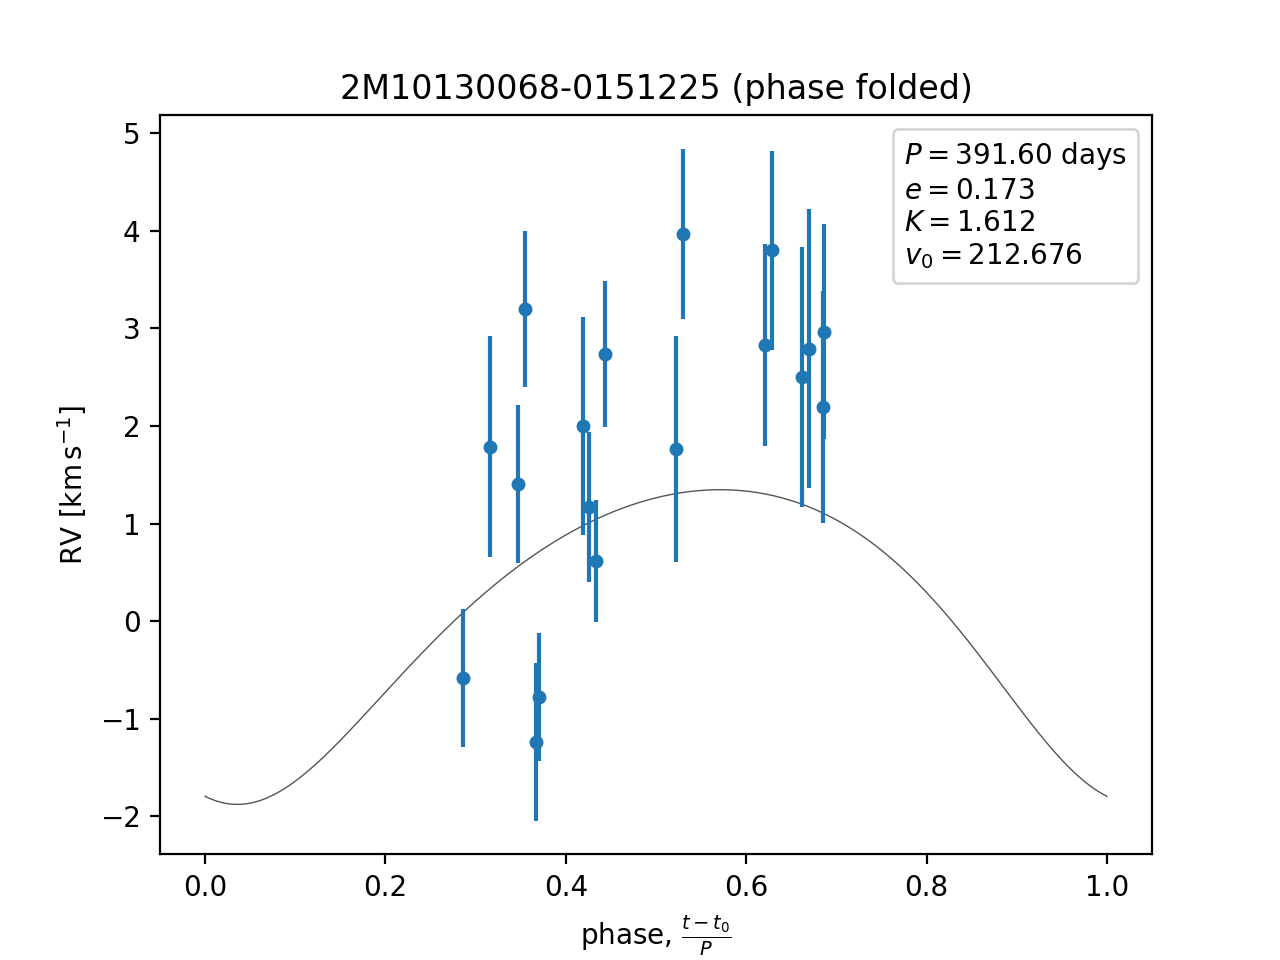 2M10130068-0151225 (phase folded)
P = 391.60 days
e = 0.173
K = 1.612
v₀ = 212.676
RV [km s⁻¹]
5
4
3
2
1
0
−1
−2
0.0 0.2 0.4 0.6 0.8 1.0
phase, (t − t₀)/P